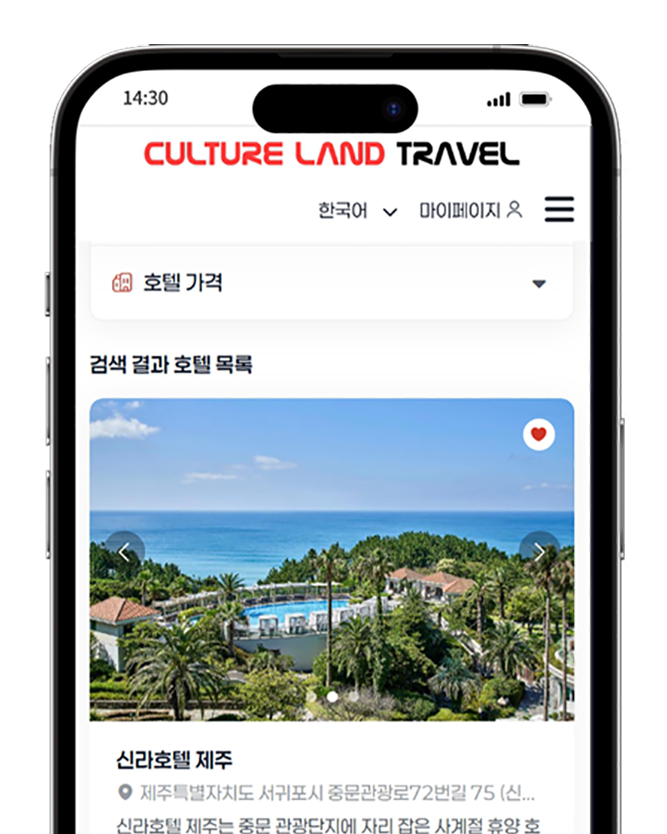 14:30
CULTURE LAND TRAVEL
한국어 마이페이지
호텔 가격
검색 결과 호텔 목록
신라호텔 제주
제주특별자치도 서귀포시 중문관광로72번길 75 (신...
신라호텔 제주는 중문 관광단지에 자리 잡은 사계절 휴양 호